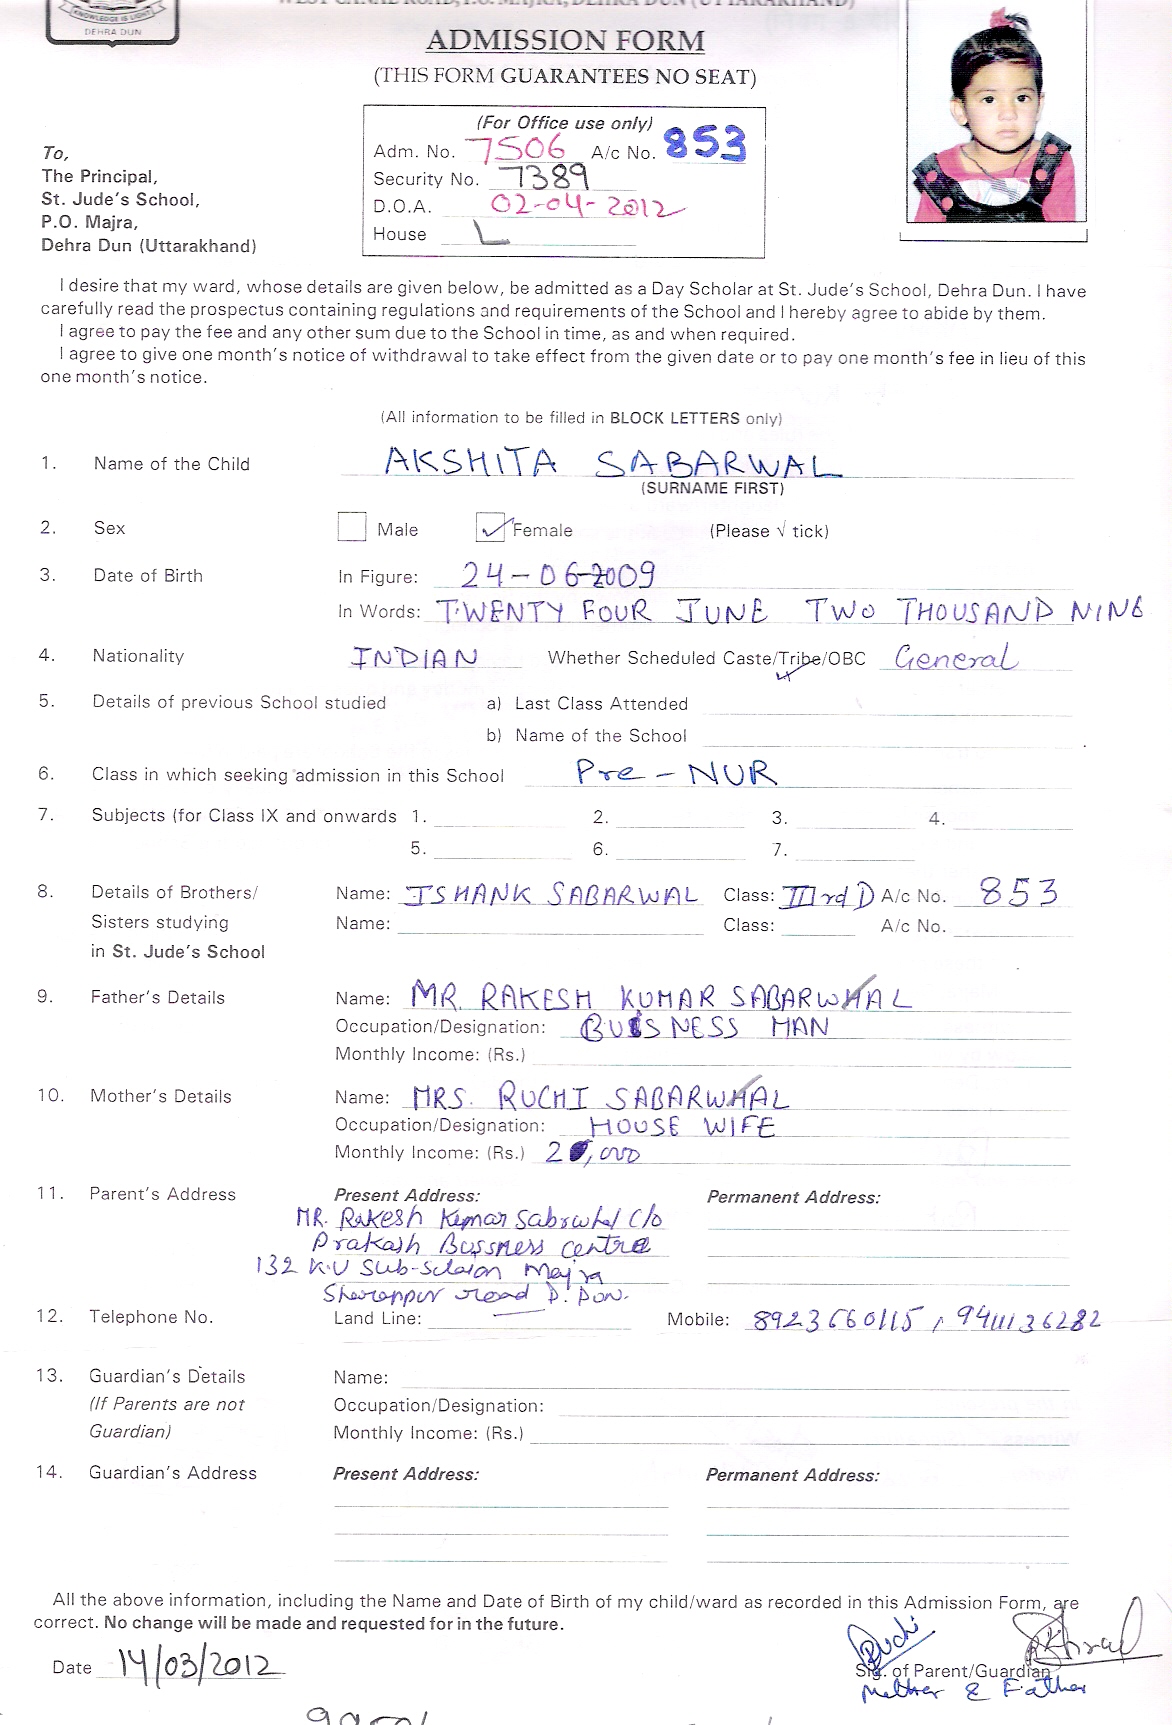 KNOWLEDGE IS LIGHT
DEHRA DUN
WEST CANAL ROAD, P.O. MAJRA, DEHRA DUN (UTTARAKHAND)
ADMISSION FORM
(THIS FORM GUARANTEES NO SEAT)
(For Office use only)
Adm. No. 7506 A/c No. 853
Security No. 7389
D.O.A. 02-04-2012
House L
To,
The Principal,
St. Jude's School,
P.O. Majra,
Dehra Dun (Uttarakhand)
I desire that my ward, whose details are given below, be admitted as a Day Scholar at St. Jude's School, Dehra Dun. I have
carefully read the prospectus containing regulations and requirements of the School and I hereby agree to abide by them.
I agree to pay the fee and any other sum due to the School in time, as and when required.
I agree to give one month's notice of withdrawal to take effect from the given date or to pay one month's fee in lieu of this
one month's notice.
(All information to be filled in BLOCK LETTERS only)
1. Name of the Child AKSHITA SABARWAL
(SURNAME FIRST)
2. Sex Male ✓ Female (Please √ tick)
3. Date of Birth In Figure: 24-06-2009
In Words: TWENTY FOUR JUNE TWO THOUSAND NINE
4. Nationality INDIAN Whether Scheduled Caste/Tribe/OBC General
5. Details of previous School studied a) Last Class Attended
b) Name of the School
6. Class in which seeking admission in this School Pre-NUR
7. Subjects (for Class IX and onwards 1. 2. 3. 4.
5. 6. 7.
8. Details of Brothers/ Name: ISHANK SABARWAL Class: IIIrd D A/c No. 853
Sisters studying Name: Class: A/c No.
in St. Jude's School
9. Father's Details Name: MR. RAKESH KUMAR SABARWAL
Occupation/Designation: BUISNESS MAN
Monthly Income: (Rs.)
10. Mother's Details Name: MRS. RUCHI SABARWAL
Occupation/Designation: HOUSE WIFE
Monthly Income: (Rs.)
11. Parent's Address Present Address: Permanent Address:
MR. Rakesh Kumar Sabrwhal C/o
Prakash Bussness Centre
132 K.V Sub-Staion Majra
road D. Dun.
12. Telephone No. Land Line: Mobile: 8923660115, 9411136282
13. Guardian's Details Name:
(If Parents are not Occupation/Designation:
Guardian) Monthly Income: (Rs.)
14. Guardian's Address Present Address: Permanent Address:
All the above information, including the Name and Date of Birth of my child/ward as recorded in this Admission Form, are
correct. No change will be made and requested for in the future.
Ruchi
Date 14/03/2012 Sig. of Parent/Guardian
Mother & Father